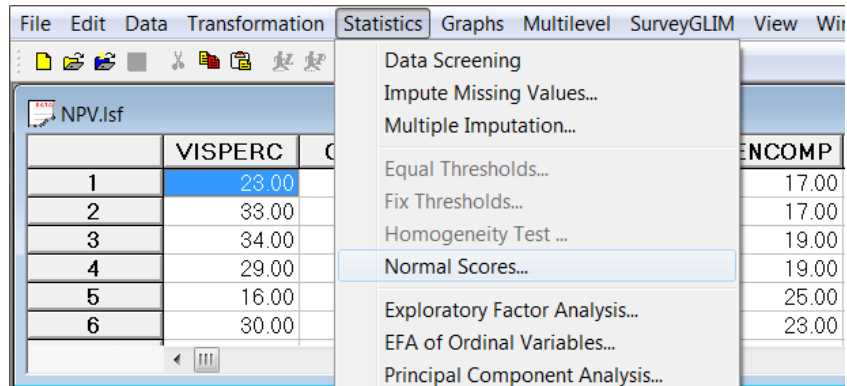 File Edit Data Transformation Statistics Graphs Multilevel SurveyGLIM View
NPV.lsf
Data Screening
Impute Missing Values...
Multiple Imputation...
Equal Thresholds...
Fix Thresholds...
Homogeneity Test ...
Normal Scores...
Exploratory Factor Analysis...
EFA of Ordinal Variables...
Principal Component Analysis...
VISPERC ENCOMP
1 23.00 17.00
2 33.00 17.00
3 34.00 19.00
4 29.00 19.00
5 16.00 25.00
6 30.00 23.00